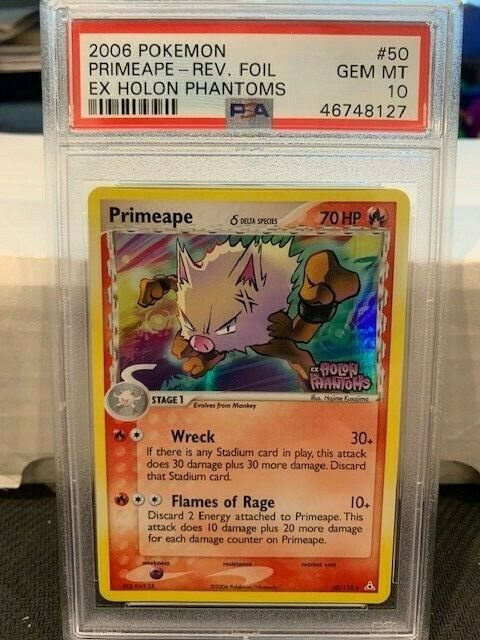 2006 POKEMON #50
PRIMEAPE - REV. FOIL GEM MT
EX HOLON PHANTOMS 10
PSA 46748127
Primeape δ DELTA SPECIES 70 HP
EX HOLON PHANTOMS
Illus. Hajime Kusajima
STAGE 1 Evolves from Mankey
Wreck 30+
If there is any Stadium card in play, this attack
does 30 damage plus 30 more damage. Discard
that Stadium card.
Flames of Rage 10+
Discard 2 Energy attached to Primeape. This
attack does 10 damage plus 20 more damage
for each damage counter on Primeape.
weakness resistance retreat cost
©2006 Pokémon/Nintendo 50/110